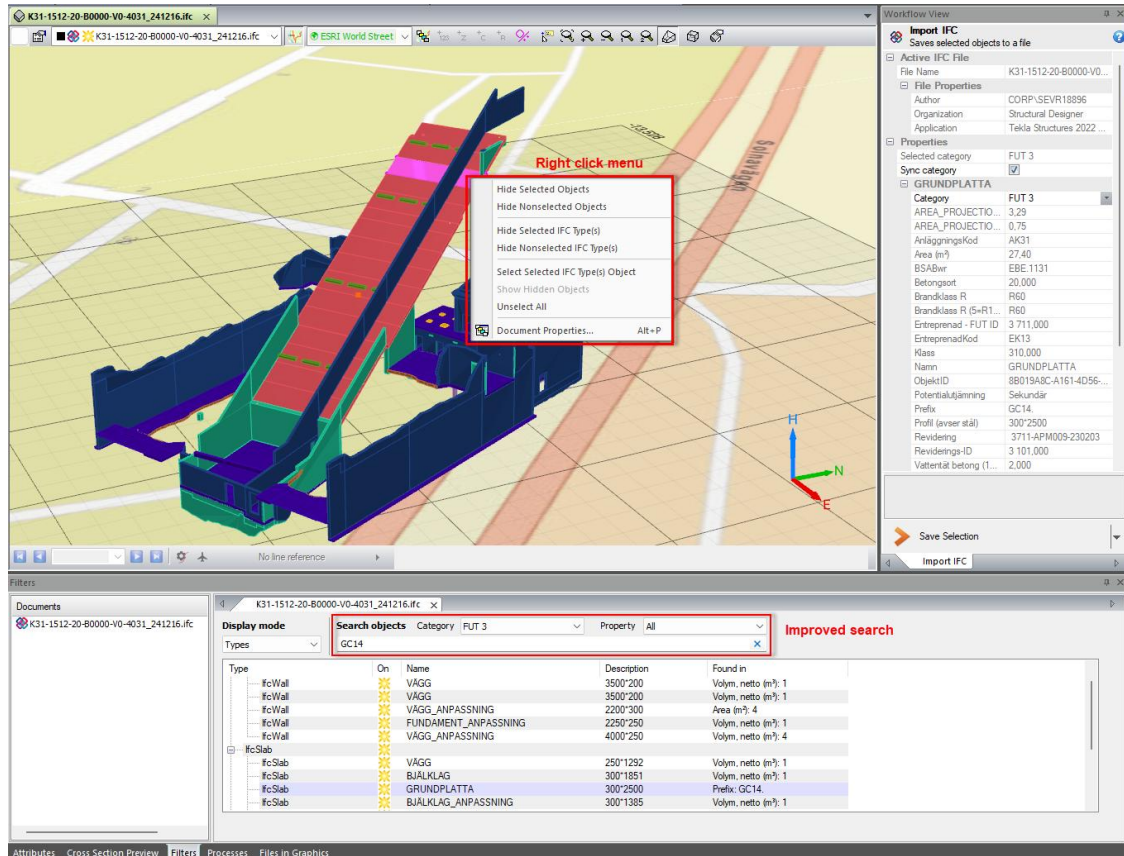 K31-1512-20-B0000-V0-4031_241216.ifc
K31-1512-20-B0000-V0-4031_241216.ifc
ESRI World Street
Solnavägen
Right click menu
Hide Selected Objects
Hide Nonselected Objects
Hide Selected IFC Type(s)
Hide Nonselected IFC Type(s)
Select Selected IFC Type(s) Object
Show Hidden Objects
Unselect All
Document Properties... Alt+P
H
N
E
No line reference
Workflow View
Import IFC
Saves selected objects to a file
Active IFC File
File Name K31-1512-20-B0000-V0...
File Properties
Author CORP\SEVR18896
Organization Structural Designer
Application Tekla Structures 2022 ...
Properties
Selected category FUT 3
Sync category
GRUNDPLATTA
Category FUT 3
AREA_PROJECTIO... 3,29
AREA_PROJECTIO... 0,75
AnläggningsKod AK31
Area (m²) 27,40
BSABwr EBE.1131
Betongsort 20,000
Brandklass R R60
Brandklass R (5=R1... R60
Entreprenad - FUT ID 3 711,000
EntreprenadKod EK13
Klass 310,000
Namn GRUNDPLATTA
ObjektID 8B019A8C-A161-4D56-...
Potentialutjämning Sekundär
Prefix GC14.
Profil (avser stål) 300*2500
Revidering 3711-APM009-230203
Reviderings-ID 3 101,000
Vattentät betong (1... 2,000
Save Selection
Import IFC
Filters
Documents
K31-1512-20-B0000-V0-4031_241216.ifc
K31-1512-20-B0000-V0-4031_241216.ifc
Display mode Search objects Category FUT 3 Property All
Improved search
Types GC14
Type On Name Description Found in
IfcWall VÄGG 3500*200 Volym, netto (m³): 1
IfcWall VÄGG 3500*200 Volym, netto (m³): 1
IfcWall VÄGG_ANPASSNING 2200*300 Area (m²): 4
IfcWall FUNDAMENT_ANPASSNING 2250*250 Volym, netto (m³): 1
IfcWall VÄGG_ANPASSNING 4000*250 Volym, netto (m³): 4
IfcSlab
IfcSlab VÄGG 250*1292 Volym, netto (m³): 1
IfcSlab BJÄLKLAG 300*1851 Volym, netto (m³): 1
IfcSlab GRUNDPLATTA 300*2500 Prefix: GC14.
IfcSlab BJÄLKLAG_ANPASSNING 300*1385 Volym, netto (m³): 1
Attributes Cross Section Preview Filters Processes Files in Graphics